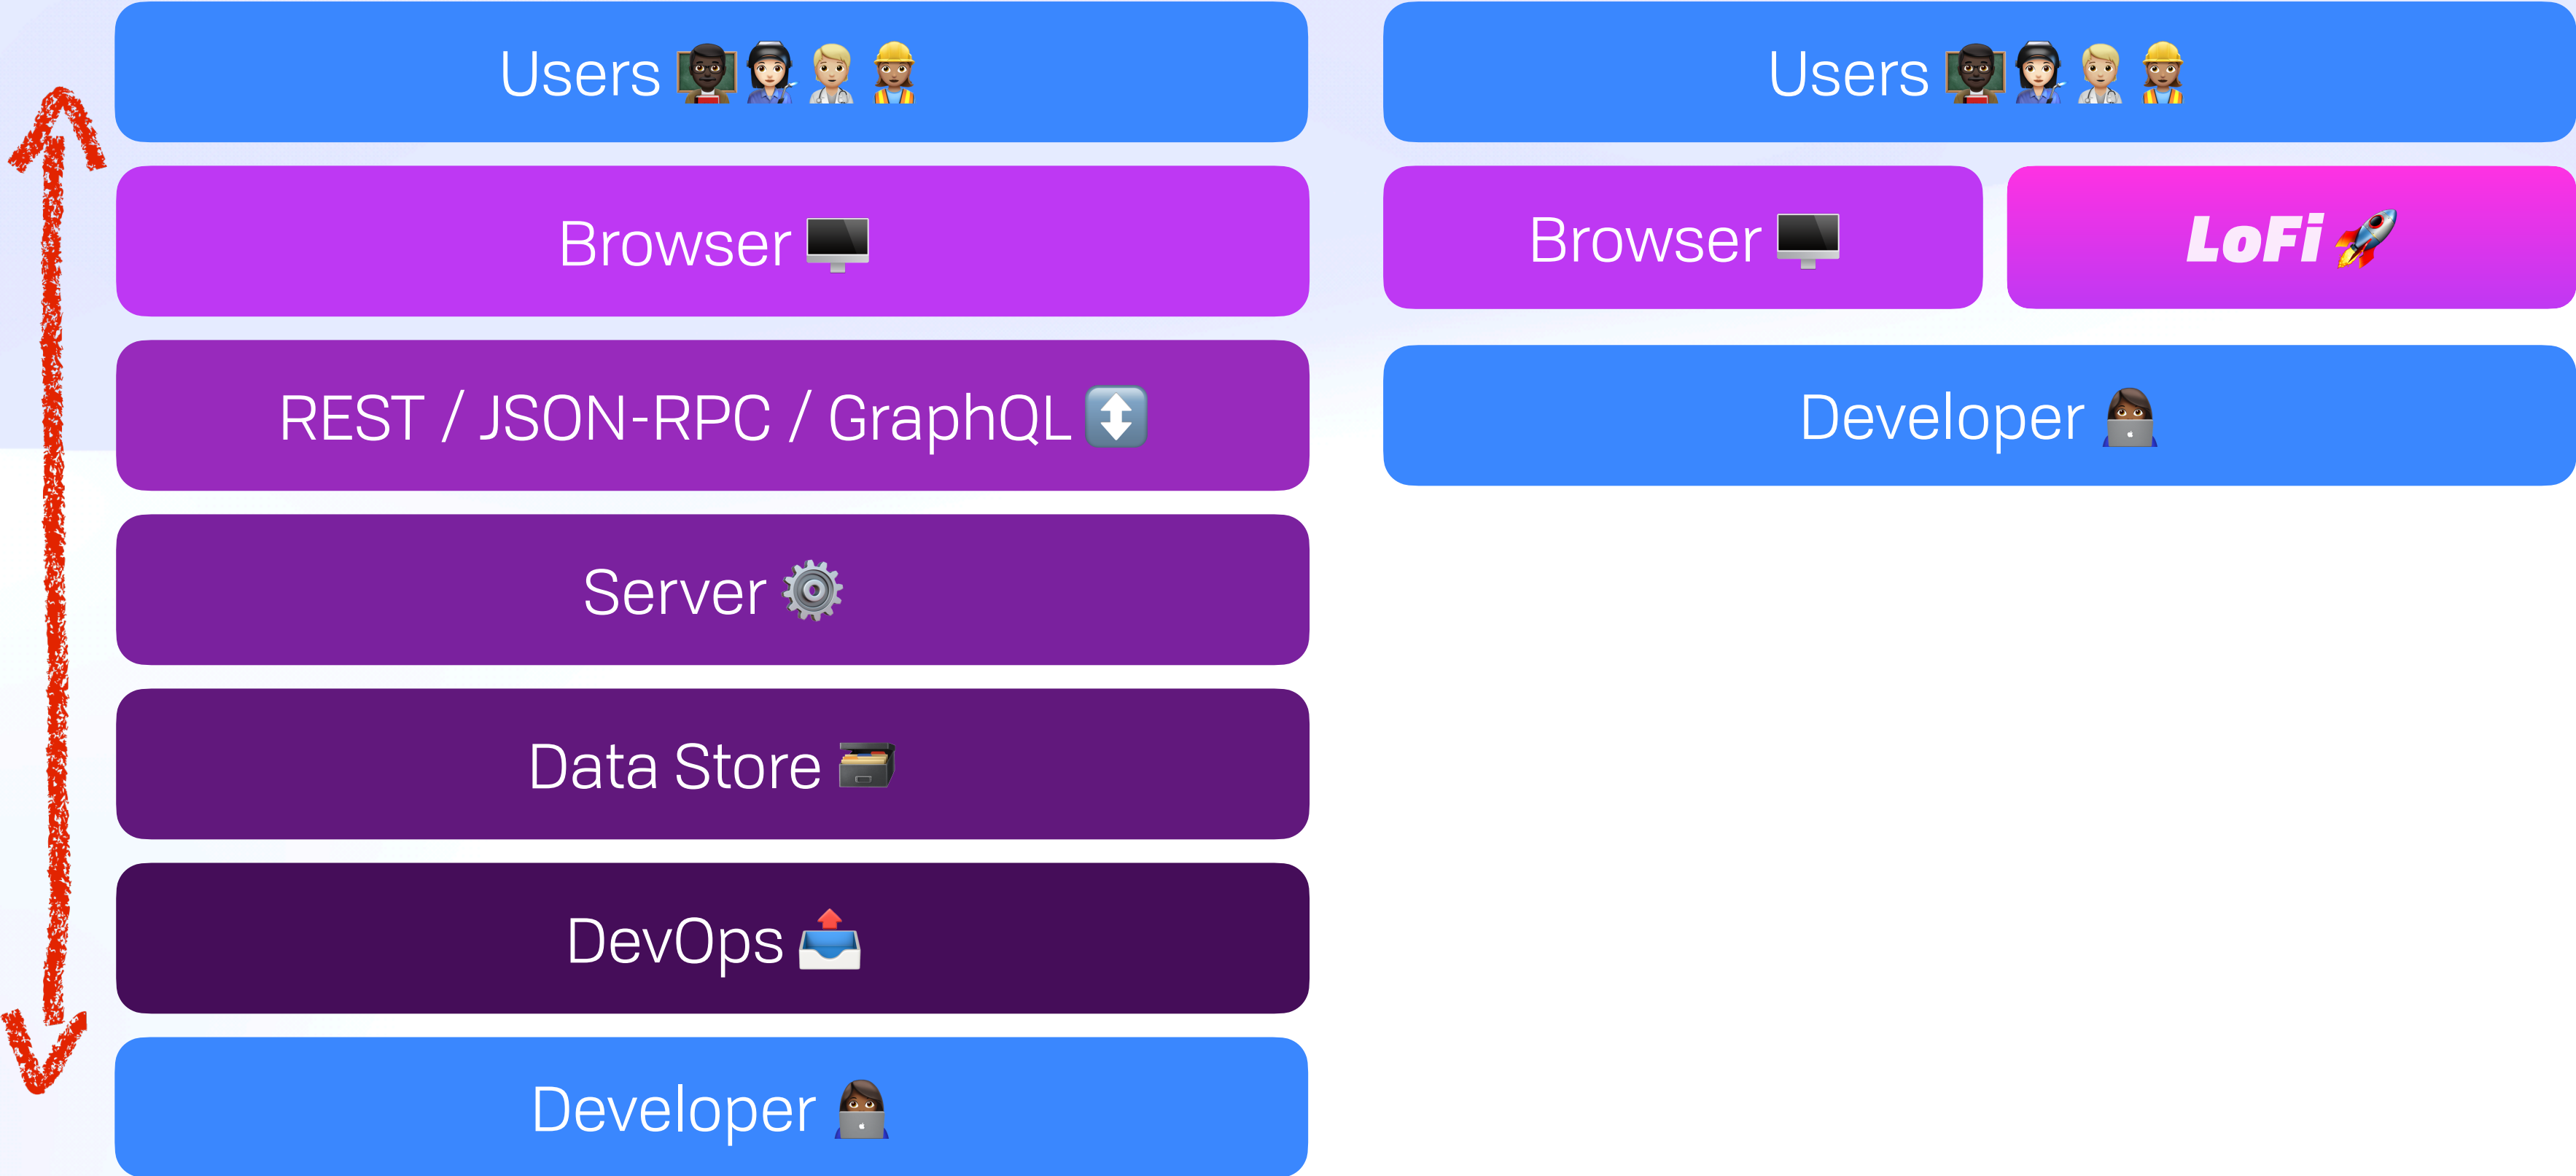 Users 👨🏿‍🏫👩🏻‍🏭🧑🏼‍⚕️👷🏽‍♀️
Browser 🖥️
REST / JSON-RPC / GraphQL ↕️
Server ⚙️
Data Store 🗃️
DevOps 📤
Developer 👩🏾‍💻
Users 👨🏿‍🏫👩🏻‍🏭🧑🏼‍⚕️👷🏽‍♀️
Browser 🖥️
LoFi 🚀
Developer 👩🏾‍💻